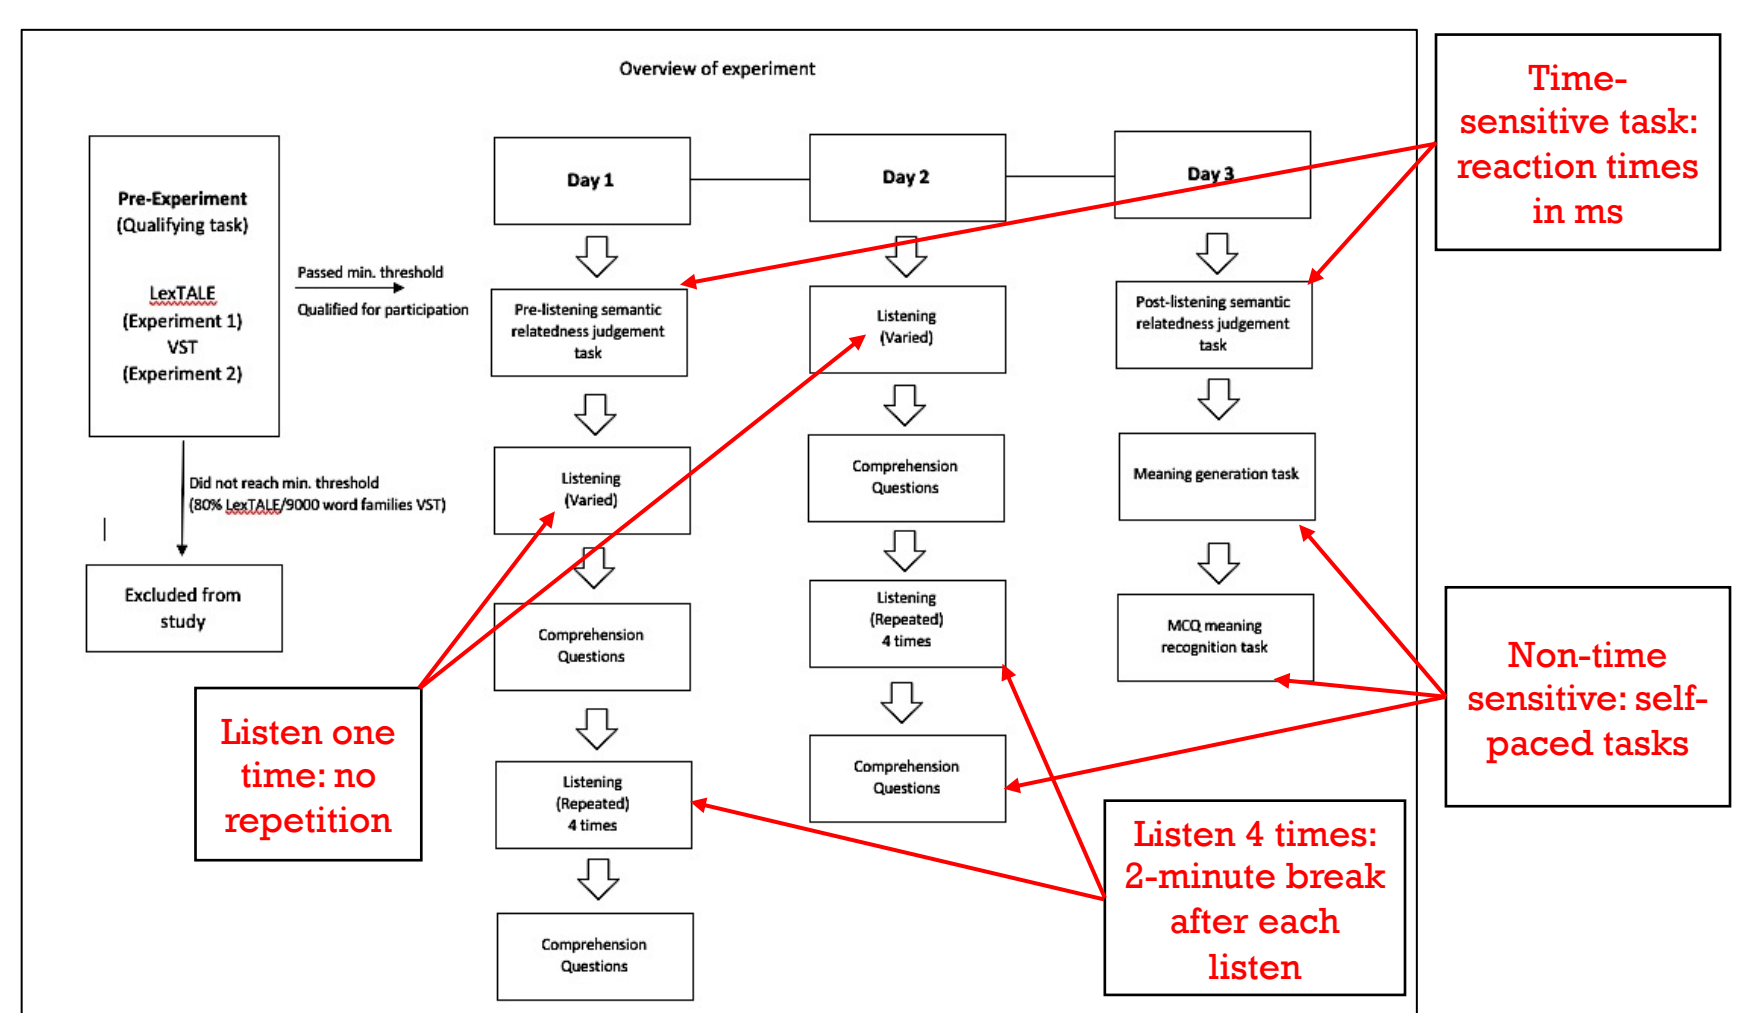 Overview of experiment
Pre-Experiment
(Qualifying task)
LexTALE
(Experiment 1)
VST
(Experiment 2)
Passed min. threshold
Qualified for participation
Did not reach min. threshold
(80% LexTALE/9000 word families VST)
Excluded from
study
Day 1
Pre-listening semantic
relatedness judgement
task
Listening
(Varied)
Comprehension
Questions
Listening
(Repeated)
4 times
Comprehension
Questions
Day 2
Listening
(Varied)
Comprehension
Questions
Listening
(Repeated)
4 times
Comprehension
Questions
Day 3
Post-listening semantic
relatedness judgement
task
Meaning generation task
MCQ meaning
recognition task
Time-
sensitive task:
reaction times
in ms
Non-time
sensitive: self-
paced tasks
Listen one
time: no
repetition
Listen 4 times:
2-minute break
after each
listen